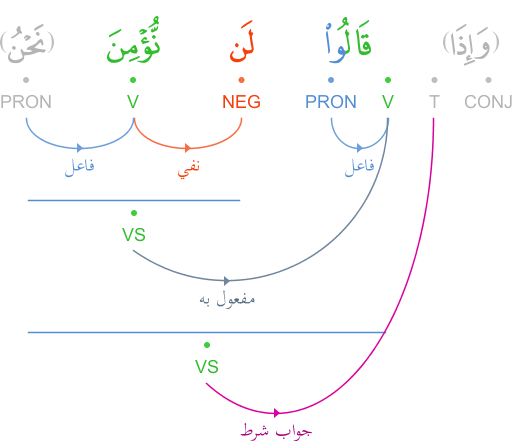 (وَإِذَا) قَالُوا۟ لَن نُّؤْمِنَ (نَحْنُ)
CONJ T V PRON NEG V PRON
فاعل نفي فاعل
VS
مفعول به
VS
جواب شرط